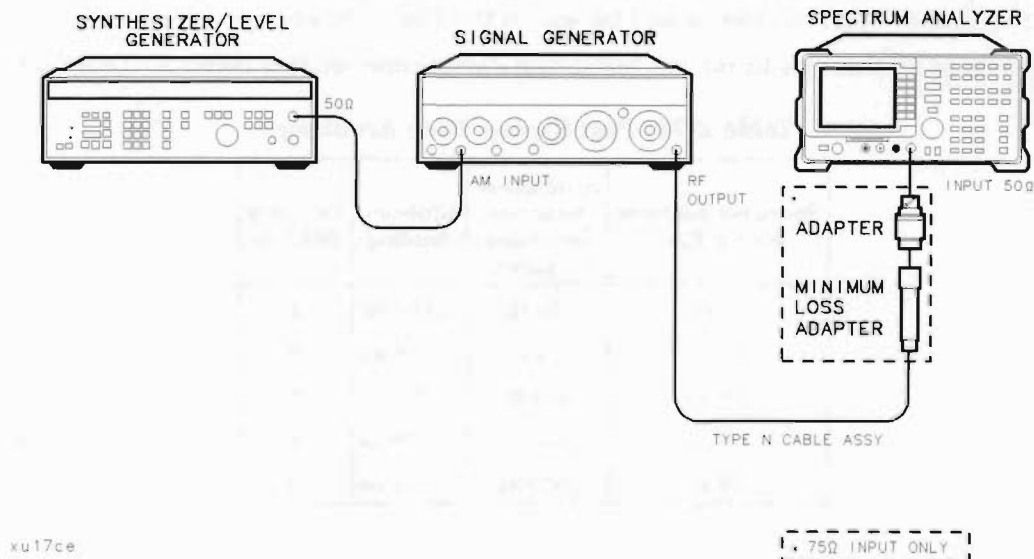 SYNTHESIZER/LEVEL
GENERATOR
SIGNAL GENERATOR
SPECTRUM ANALYZER
50Ω
AM INPUT
RF
OUTPUT
INPUT 50Ω
*
ADAPTER
MINIMUM
LOSS
ADAPTER
TYPE N CABLE ASSY
xu17ce
* 75Ω INPUT ONLY